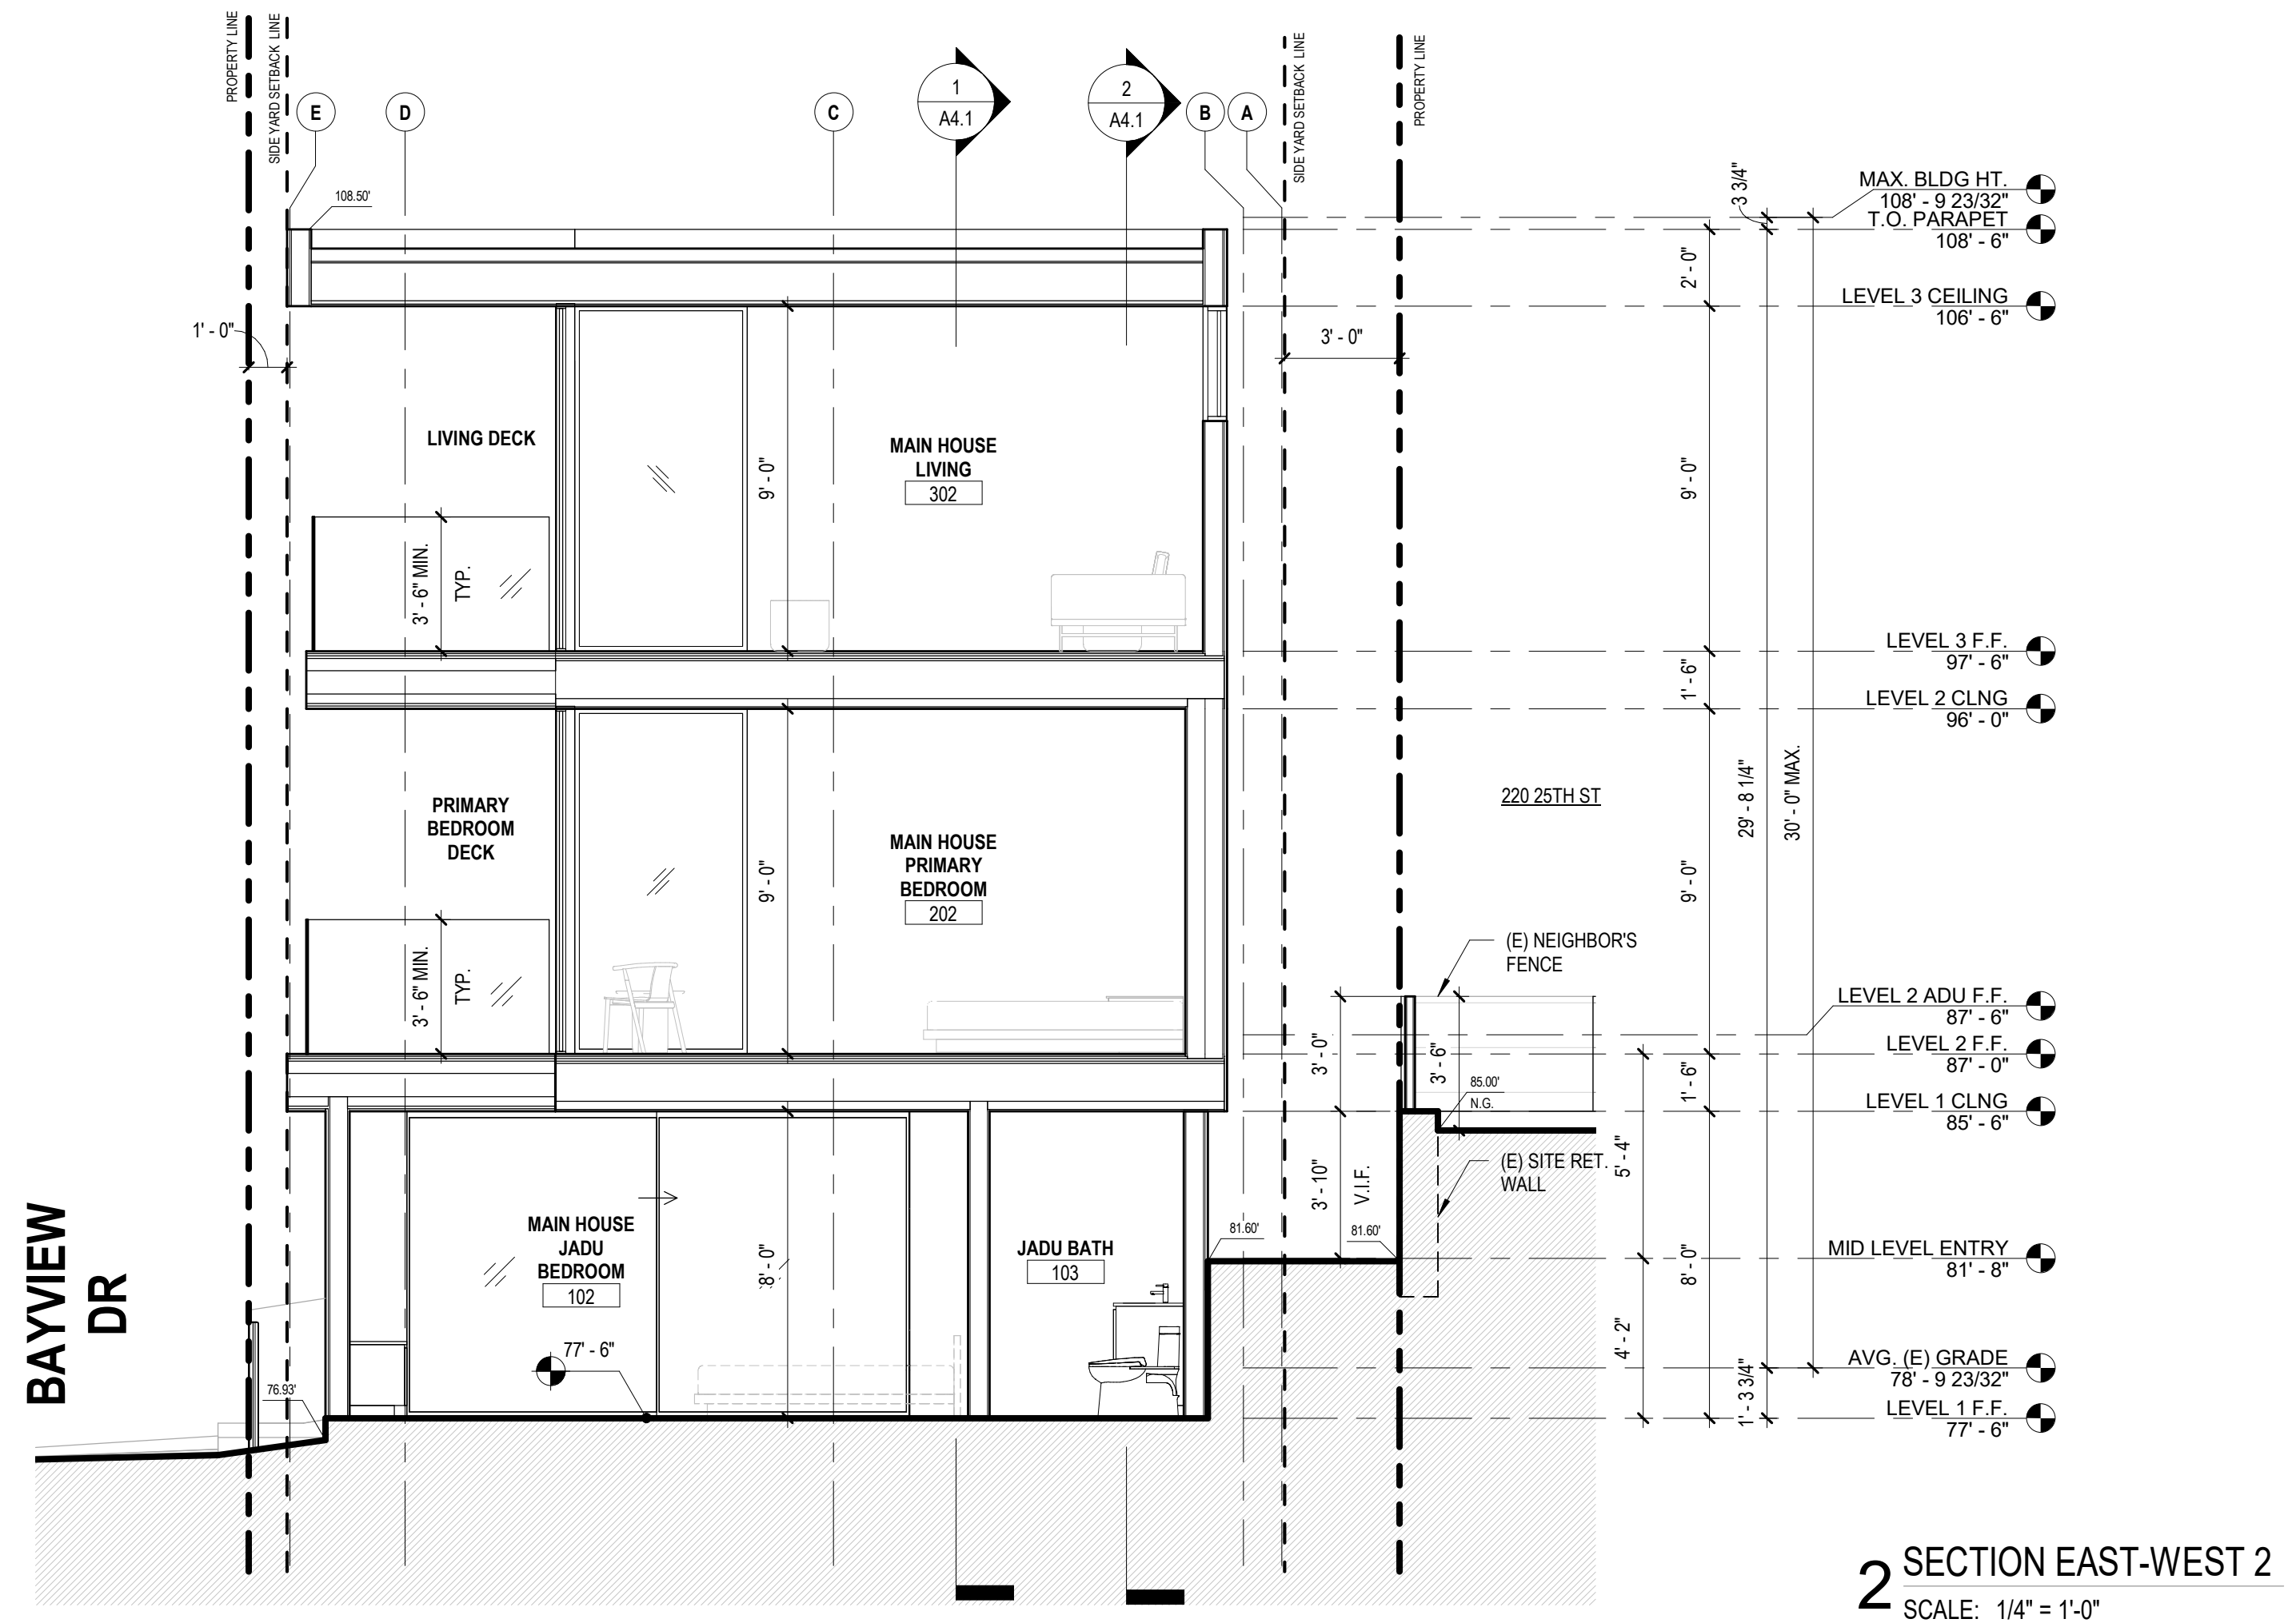 PROPERTY LINE
SIDE YARD SETBACK LINE
E
D
C
1
A4.1
2
A4.1
B
A
SIDE YARD SETBACK LINE
PROPERTY LINE
108.50'
3 3/4"
MAX. BLDG HT.
108' - 9 23/32"
T.O. PARAPET
108' - 6"
2' - 0"
LEVEL 3 CEILING
106' - 6"
1' - 0"
3' - 0"
LIVING DECK
MAIN HOUSE
LIVING
302
9' - 0"
9' - 0"
3' - 6" MIN.
TYP.
LEVEL 3 F.F.
97' - 6"
1' - 6"
LEVEL 2 CLNG
96' - 0"
29' - 8 1/4"
30' - 0" MAX.
220 25TH ST
PRIMARY
BEDROOM
DECK
MAIN HOUSE
PRIMARY
BEDROOM
202
9' - 0"
9' - 0"
(E) NEIGHBOR'S
FENCE
3' - 6" MIN.
TYP.
LEVEL 2 ADU F.F.
87' - 6"
LEVEL 2 F.F.
87' - 0"
3' - 0"
3' - 6"
85.00'
N.G.
1' - 6"
LEVEL 1 CLNG
85' - 6"
5' - 4"
(E) SITE RET.
WALL
3' - 10"
V.I.F.
MAIN HOUSE
JADU
BEDROOM
102
8' - 0"
JADU BATH
103
81.60'
81.60'
8' - 0"
MID LEVEL ENTRY
81' - 8"
BAYVIEW
DR
77' - 6"
4' - 2"
AVG. (E) GRADE
78' - 9 23/32"
76.93'
1' - 3 3/4"
LEVEL 1 F.F.
77' - 6"
2
SECTION EAST-WEST 2
SCALE: 1/4" = 1'-0"